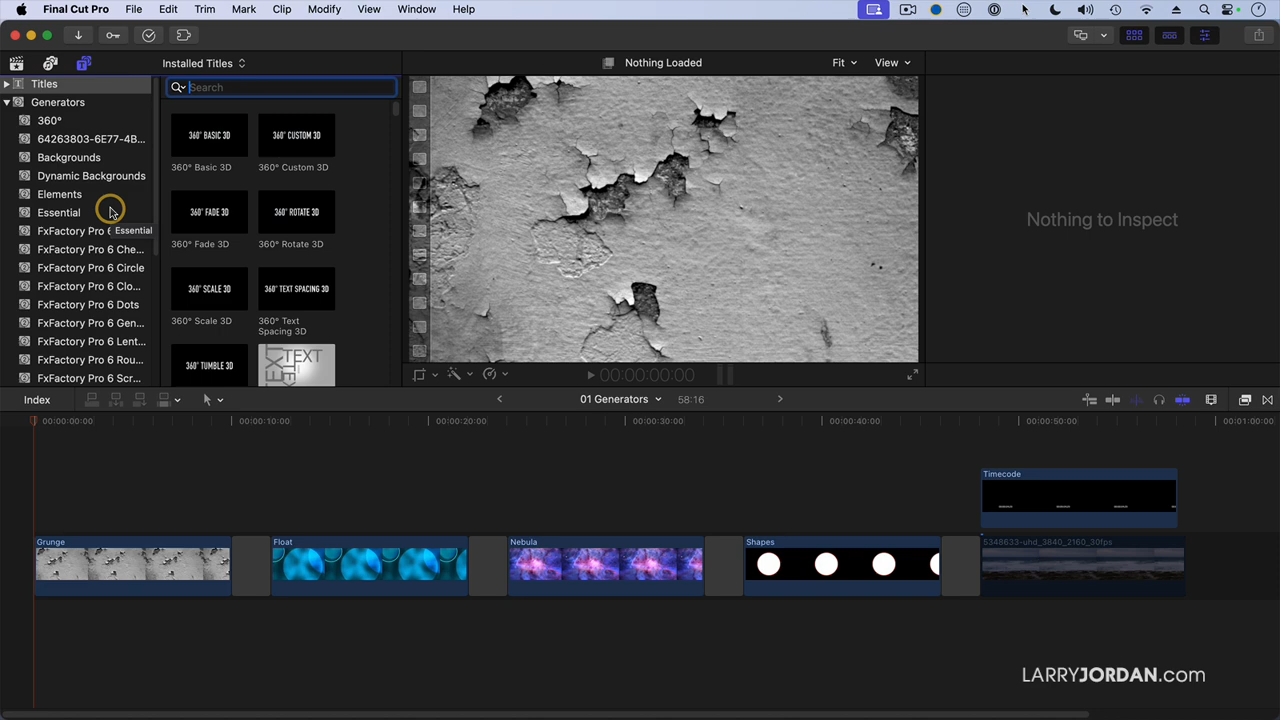 Final Cut Pro File Edit Trim Mark Clip Modify View Window Help
Installed Titles
Nothing Loaded
Fit
View
Titles
Generators
360°
64263803-6E77-4B...
Backgrounds
Dynamic Backgrounds
Elements
Essential
FxFactory Pro 6
Essential
FxFactory Pro 6 Che...
FxFactory Pro 6 Circle
FxFactory Pro 6 Clo...
FxFactory Pro 6 Dots
FxFactory Pro 6 Gen...
FxFactory Pro 6 Lent...
FxFactory Pro 6 Rou...
FxFactory Pro 6 Scr...
Search
360° BASIC 3D
360° CUSTOM 3D
360° Basic 3D
360° Custom 3D
360° FADE 3D
360° ROTATE 3D
360° Fade 3D
360° Rotate 3D
360° SCALE 3D
360° TEXT SPACING 3D
360° Scale 3D
360° Text
Spacing 3D
360° TUMBLE 3D
TEXT
TEXT
Nothing to Inspect
00:00:00:00
Index
01 Generators
58:16
00:00:00:00
00:00:10:00
00:00:20:00
00:00:30:00
00:00:40:00
00:00:50:00
00:01:00:00
Timecode
Grunge
Float
Nebula
Shapes
5348633-uhd_3840_2160_30fps
LARRYJORDAN.com